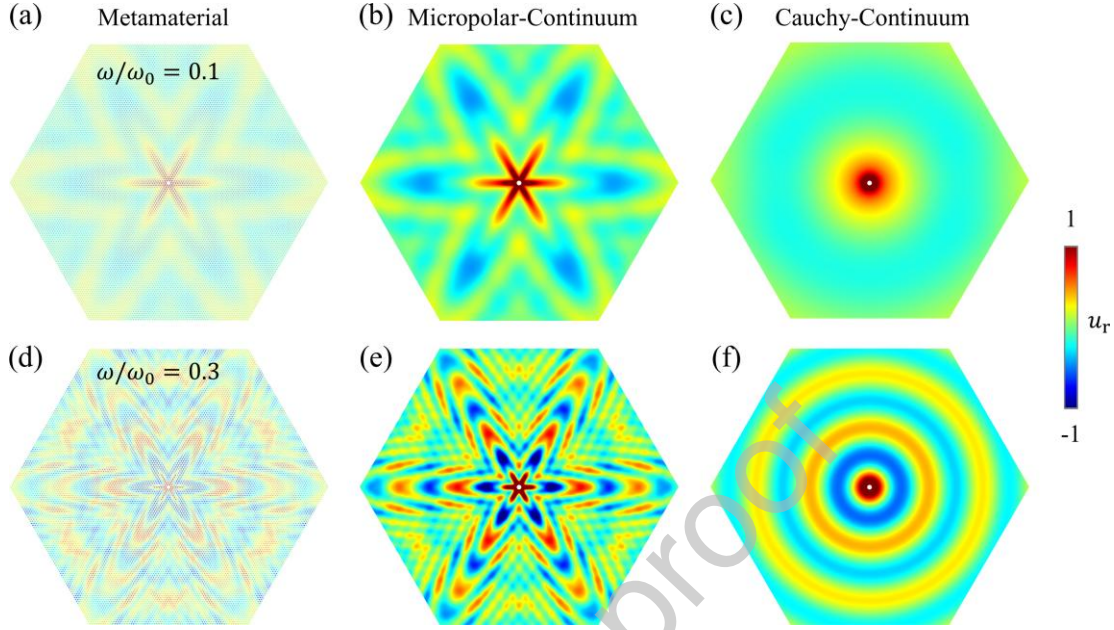 (a) Metamaterial (b) Micropolar-Continuum (c) Cauchy-Continuum
ω/ω₀ = 0.1
1
uᵣ
-1
(d) (e) (f)
ω/ω₀ = 0.3
proof